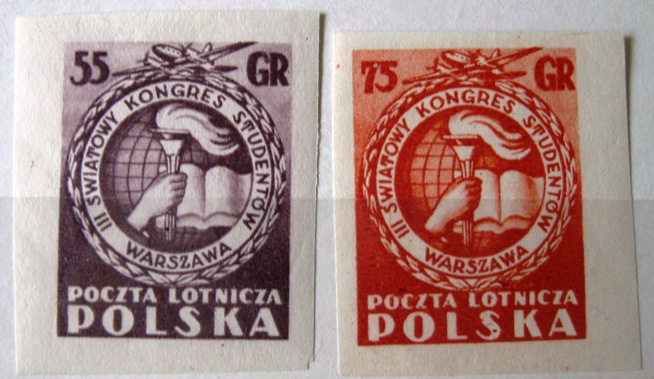 55 GR
III ŚWIATOWY KONGRES STUDENTÓW
WARSZAWA
POCZTA LOTNICZA
POLSKA
75 GR
III ŚWIATOWY KONGRES STUDENTÓW
WARSZAWA
POCZTA LOTNICZA
POLSKA